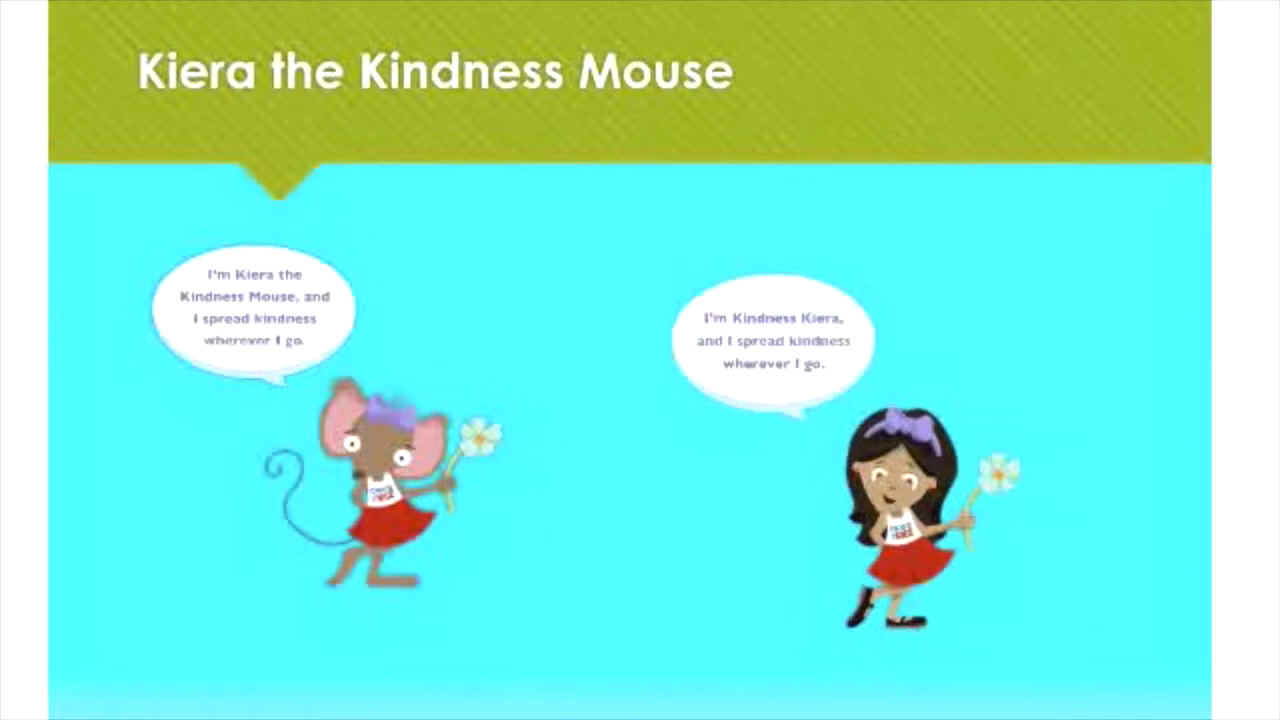 Kiera the Kindness Mouse
I'm Kiera the
Kindness Mouse, and
I spread kindness
wherever I go.
I'm Kindness Kiera,
and I spread kindness
wherever I go.